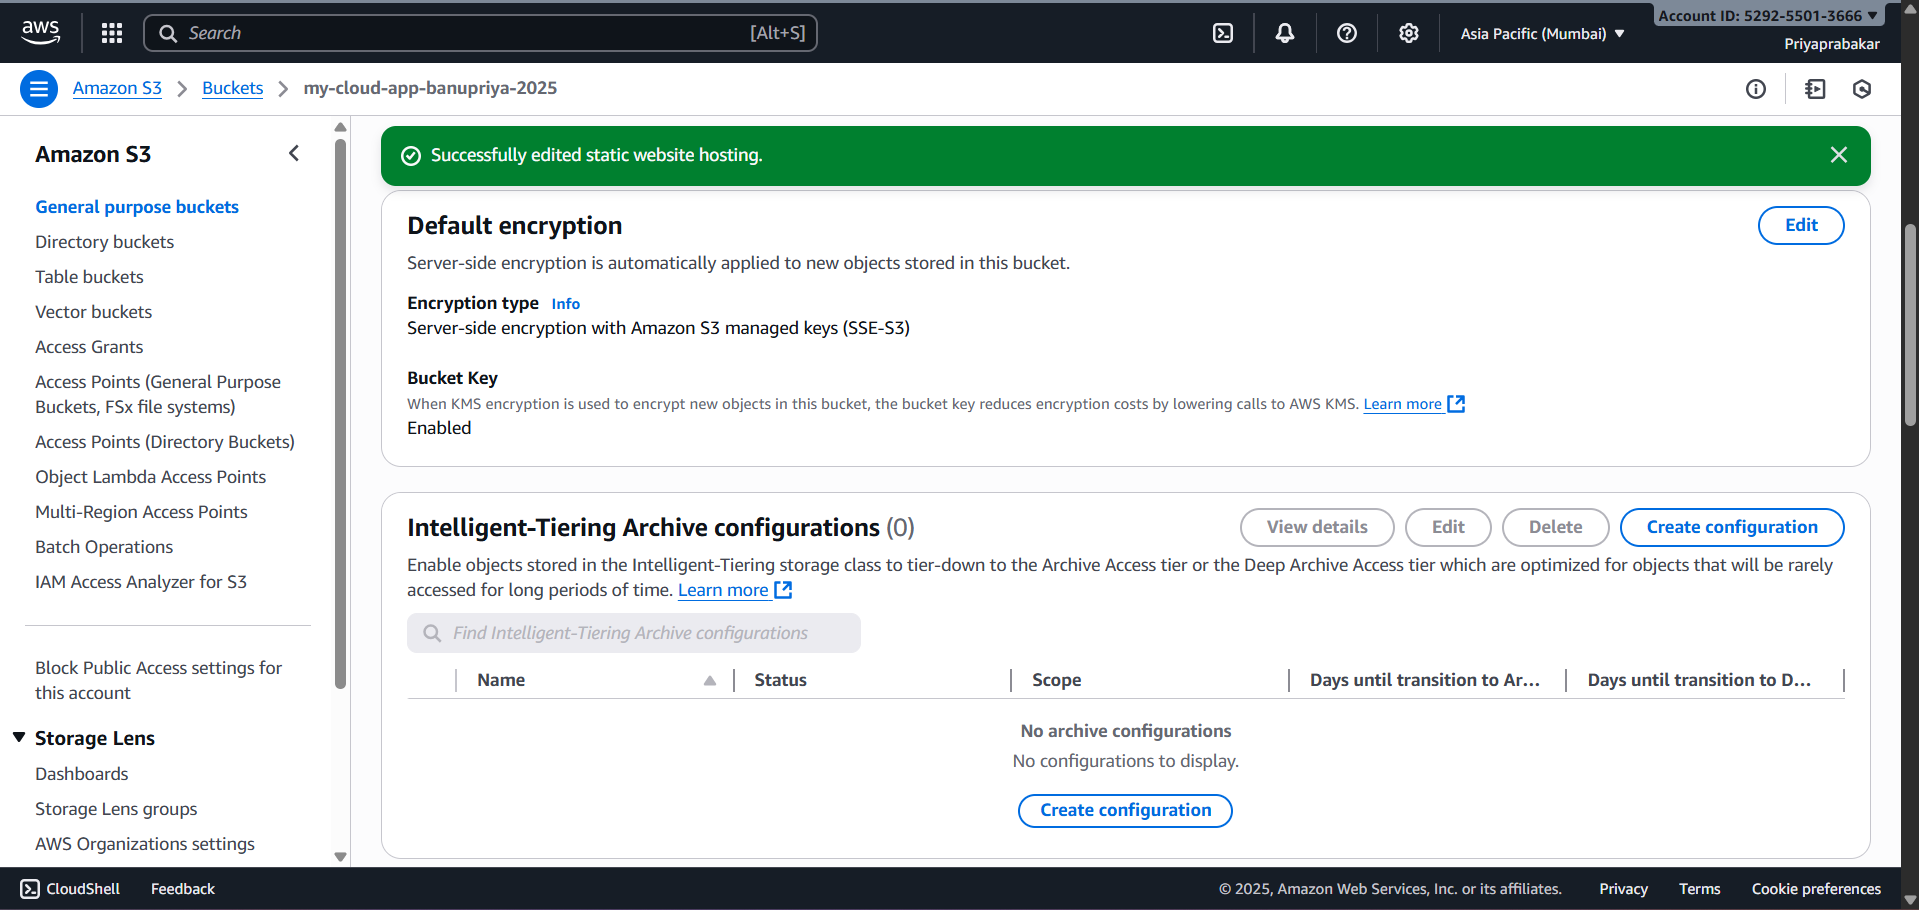 aws
Search
[Alt+S]
Asia Pacific (Mumbai) ▼
Account ID: 5292-5501-3666 ▼
Priyaprabakar
Amazon S3 > Buckets > my-cloud-app-banupriya-2025
Amazon S3
General purpose buckets
Directory buckets
Table buckets
Vector buckets
Access Grants
Access Points (General Purpose
Buckets, FSx file systems)
Access Points (Directory Buckets)
Object Lambda Access Points
Multi-Region Access Points
Batch Operations
IAM Access Analyzer for S3
Block Public Access settings for
this account
Storage Lens
Dashboards
Storage Lens groups
AWS Organizations settings
Successfully edited static website hosting.
Default encryption
Edit
Server-side encryption is automatically applied to new objects stored in this bucket.
Encryption type Info
Server-side encryption with Amazon S3 managed keys (SSE-S3)
Bucket Key
When KMS encryption is used to encrypt new objects in this bucket, the bucket key reduces encryption costs by lowering calls to AWS KMS. Learn more
Enabled
Intelligent-Tiering Archive configurations (0)
View details
Edit
Delete
Create configuration
Enable objects stored in the Intelligent-Tiering storage class to tier-down to the Archive Access tier or the Deep Archive Access tier which are optimized for objects that will be rarely
accessed for long periods of time. Learn more
Find Intelligent-Tiering Archive configurations
Name
Status
Scope
Days until transition to Ar...
Days until transition to D...
No archive configurations
No configurations to display.
Create configuration
CloudShell
Feedback
© 2025, Amazon Web Services, Inc. or its affiliates.
Privacy
Terms
Cookie preferences